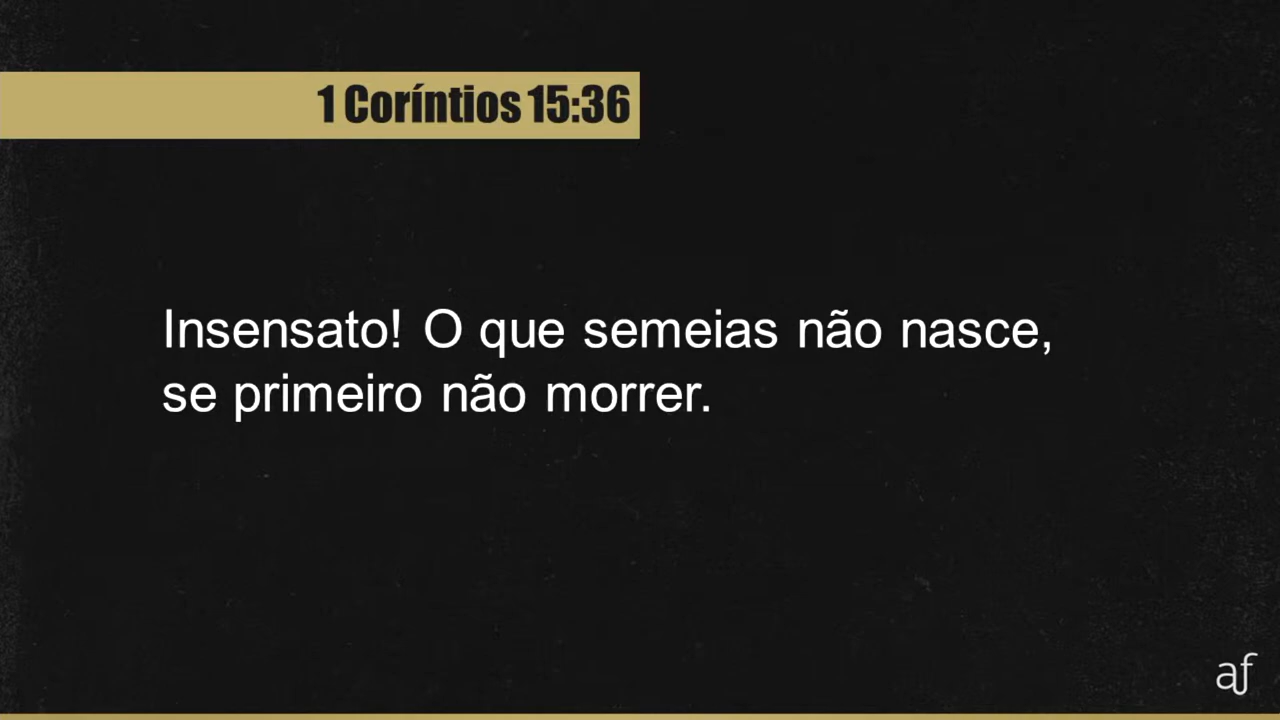 1 Coríntios 15:36
Insensato! O que semeias não nasce,
se primeiro não morrer.
af